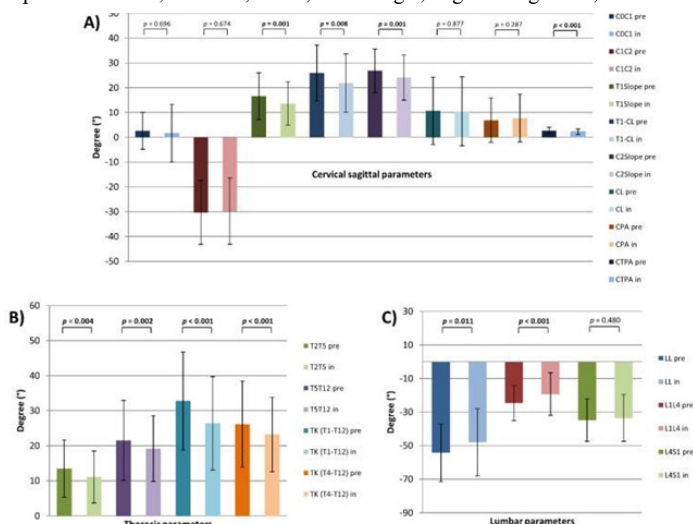 A)
p = 0.696 p = 0.674 p = 0.001 p = 0.008 p = 0.001 p = 0.877 p = 0.287 p < 0.001
50
40
30
20
10
0
-10
-20
-30
-40
-50
Degree (°)
Cervical sagittal parameters
C0C1 pre
C0C1 in
C1C2 pre
C1C2 in
T1Slope pre
T1Slope in
T1-CL pre
T1-CL in
C2Slope pre
C2Slope in
CL pre
CL in
CPA pre
CPA in
CTPA pre
CTPA in
B)
p = 0.004 p = 0.002 p < 0.001 p < 0.001
60
50
40
30
20
10
0
Degree (°)
Thoracic parameters
T2T5 pre
T2T5 in
T5T12 pre
T5T12 in
TK (T1-T12) pre
TK (T1-T12) in
TK (T4-T12) pre
TK (T4-T12) in
C)
p = 0.011 p < 0.001 p = 0.480
-10
-30
-50
-70
-90
Degree (°)
Lumbar parameters
LL pre
LL in
L1L4 pre
L1L4 in
L4S1 pre
L4S1 in